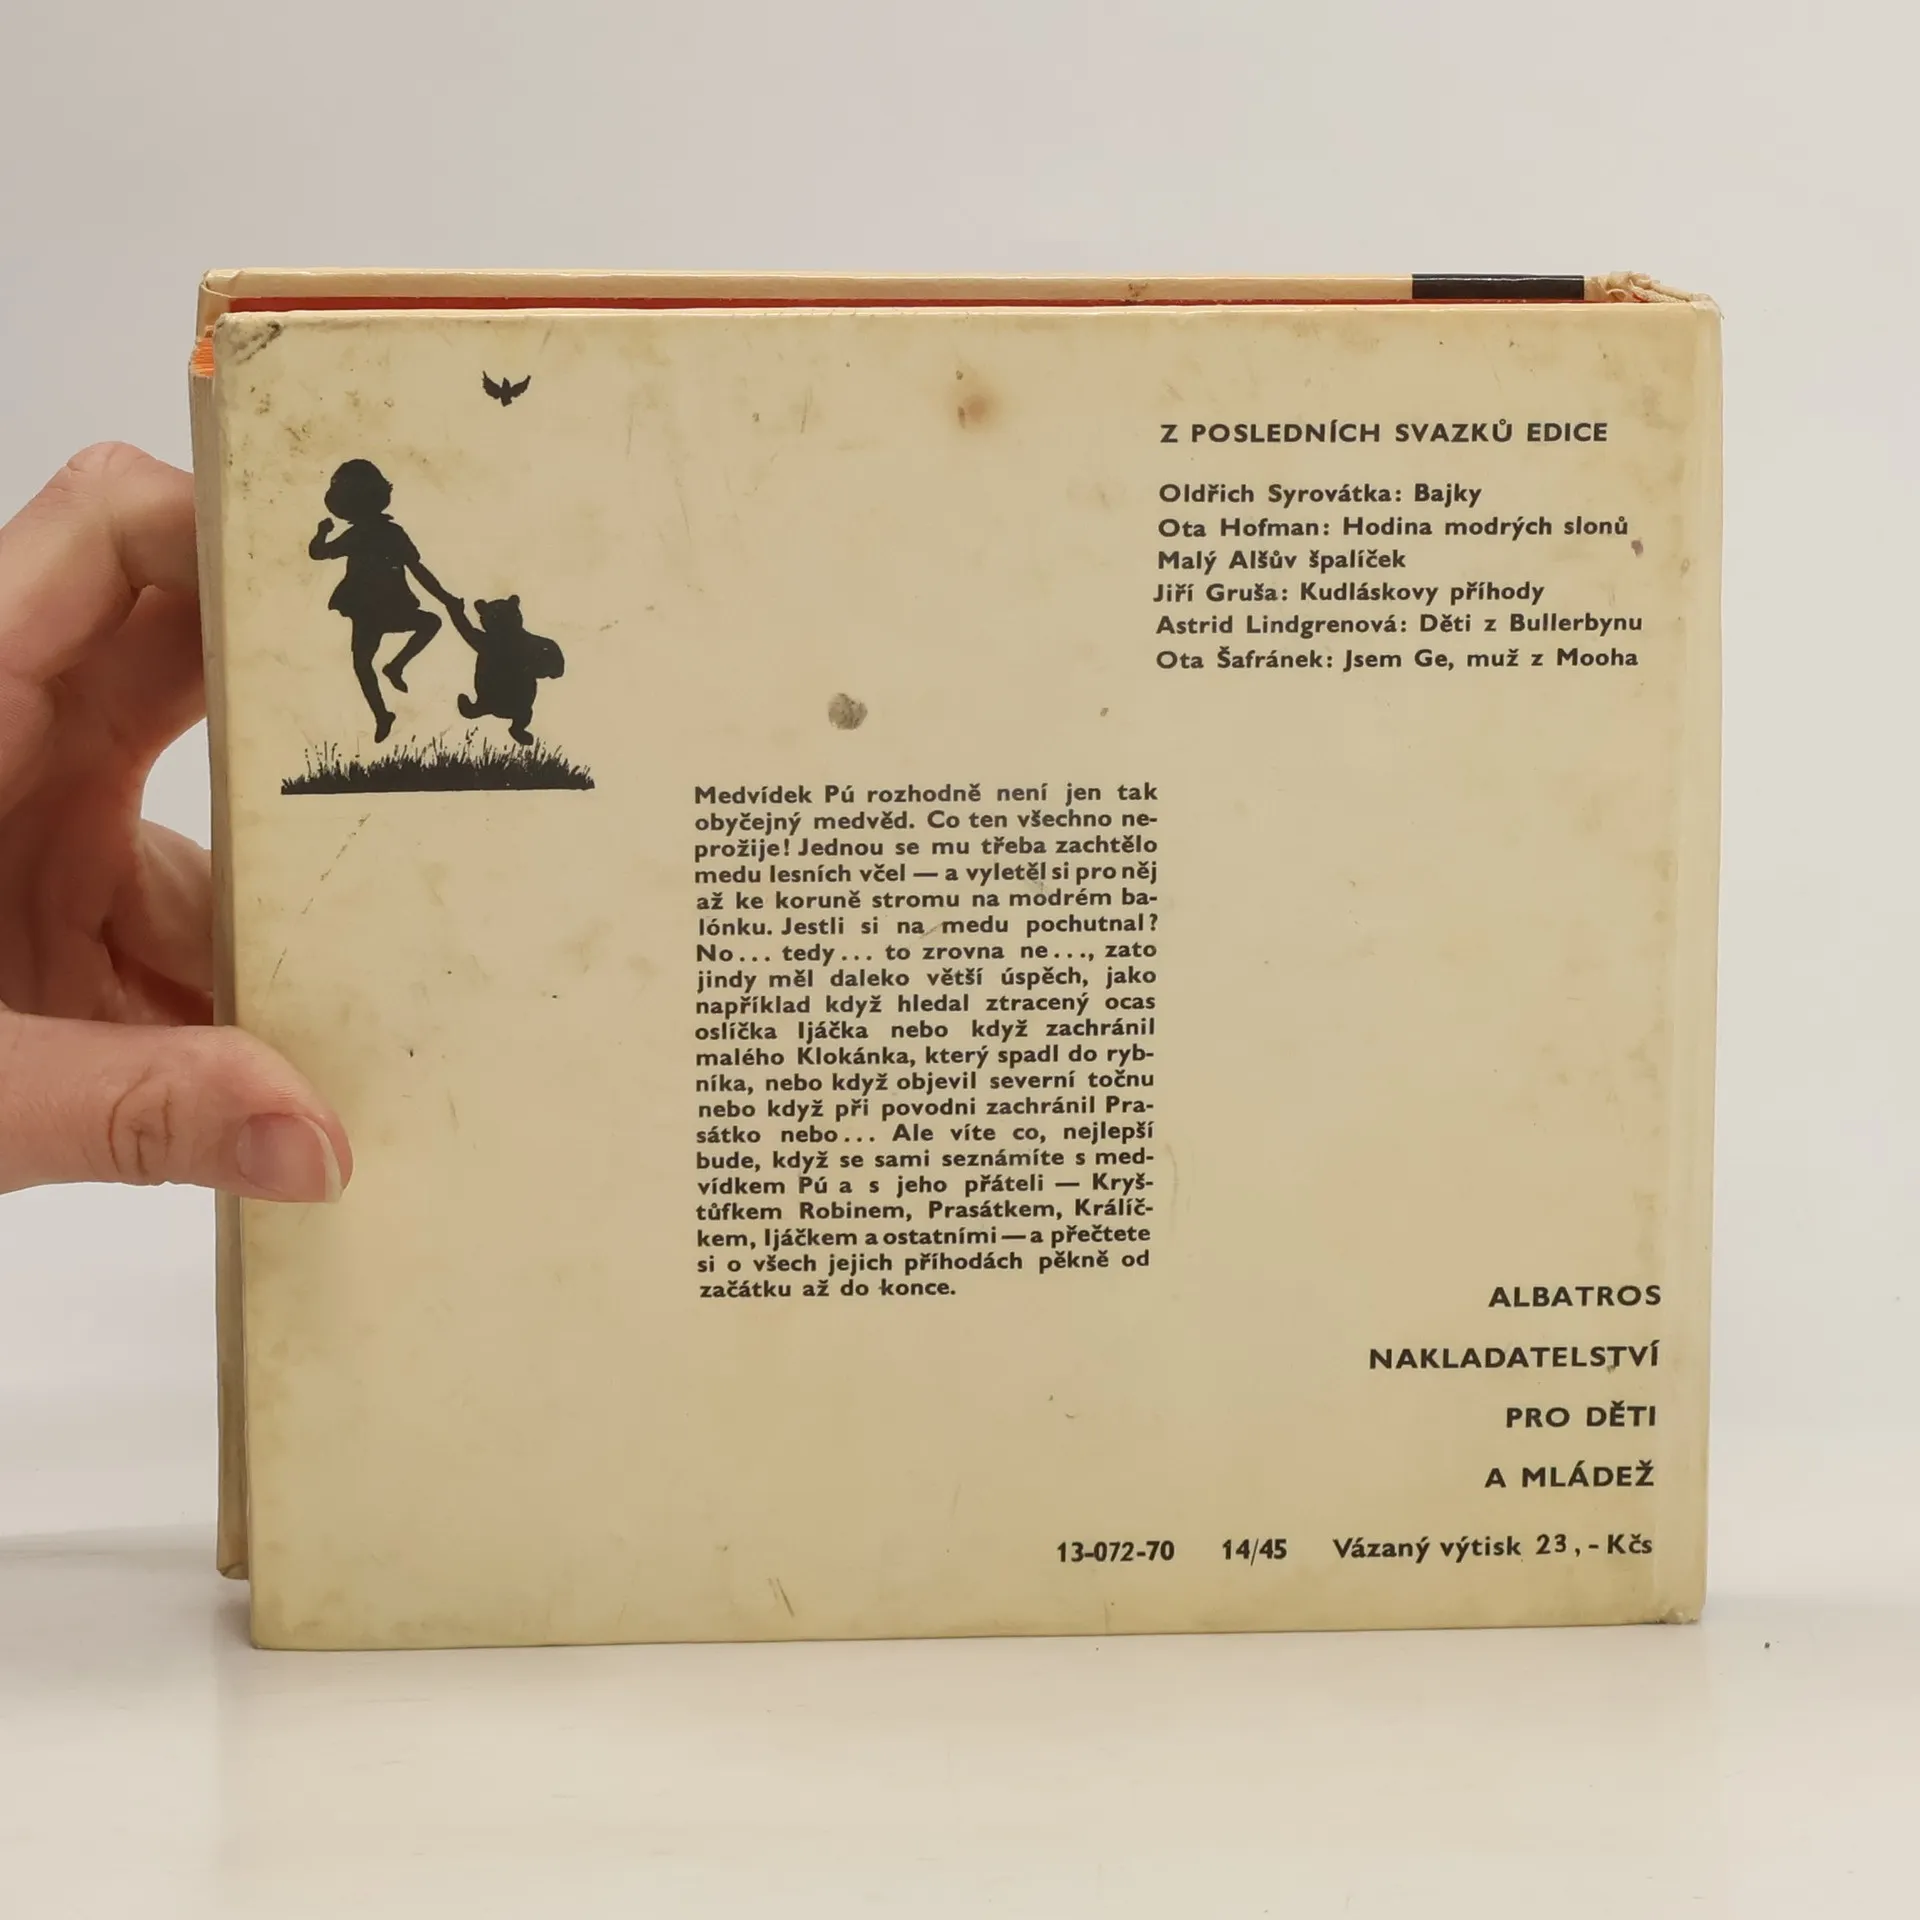 Z POSLEDNÍCH SVAZKŮ EDICE
Oldřich Syrovátka: Bajky
Ota Hofman: Hodina modrých slonů
Malý Alšův špalíček
Jiří Gruša: Kudláskovy příhody
Astrid Lindgrenová: Děti z Bullerbynu
Ota Šafránek: Jsem Ge, muž z Mooha
Medvídek Pú rozhodně není jen tak
obyčejný medvěd. Co ten všechno ne-
prožije! Jednou se mu třeba zachtělo
medu lesních včel — a vyletěl si pro něj
až ke koruně stromu na modrém ba-
lónku. Jestli si na medu pochutnal?
No... tedy... to zrovna ne..., zato
jindy měl daleko větší úspěch, jako
například když hledal ztracený ocas
oslíčka Ijáčka nebo když zachránil
malého Klokánka, který spadl do ryb-
níka, nebo když objevil severní točnu
nebo když při povodni zachránil Pra-
sátko nebo... Ale víte co, nejlepší
bude, když se sami seznámíte s med-
vídkem Pú a s jeho přáteli — Kryš-
tůfkem Robinem, Prasátkem, Králíč-
kem, Ijáčkem a ostatními — a přečtete
si o všech jejich příhodách pěkně od
začátku až do konce.
ALBATROS
NAKLADATELSTVÍ
PRO DĚTI
A MLÁDEŽ
13-072-70 14/45 Vázaný výtisk 23,- Kčs